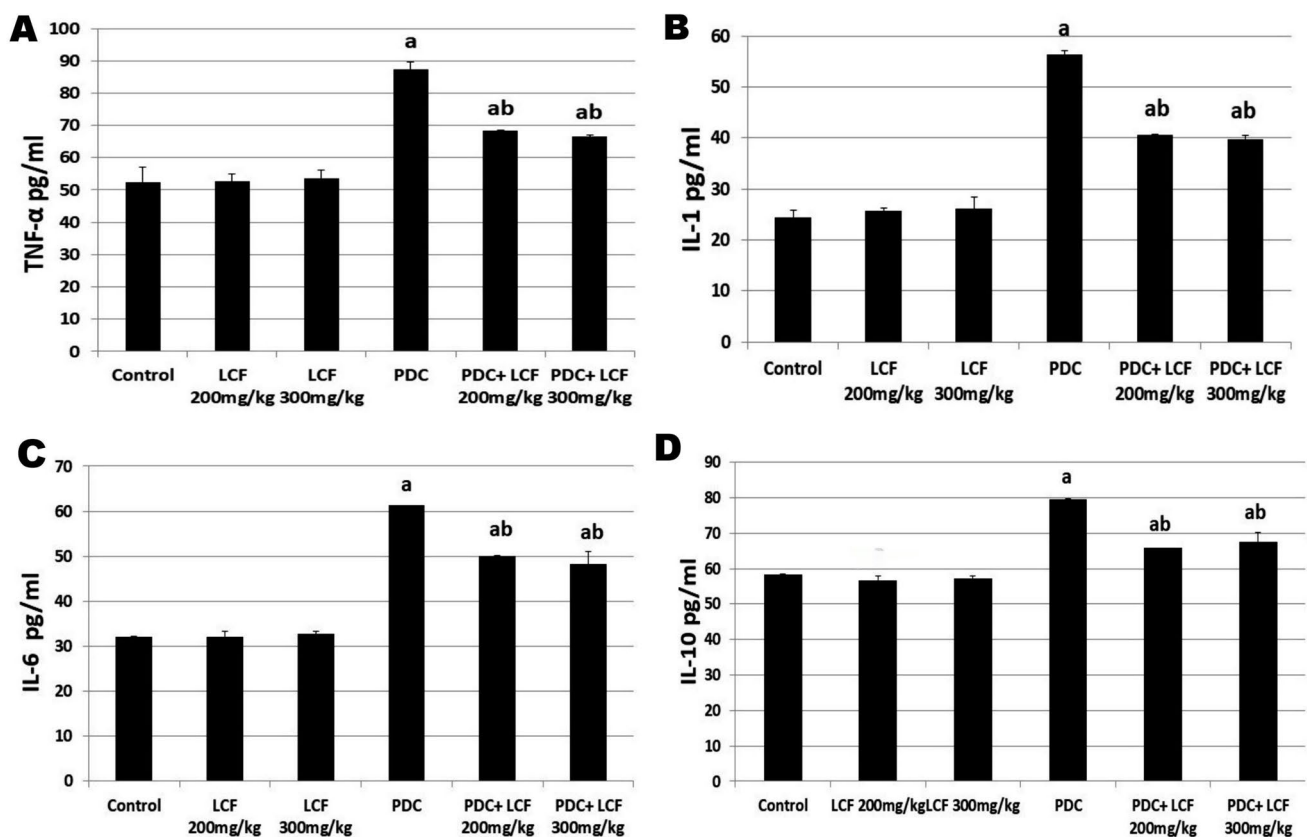 A
TNF-α pg/ml
100
90
80
70
60
50
40
30
20
10
0
a
ab
ab
Control
LCF
200mg/kg
LCF
300mg/kg
PDC
PDC+ LCF
200mg/kg
PDC+ LCF
300mg/kg
B
IL-1 pg/ml
60
50
40
30
20
10
0
a
ab
ab
Control
LCF
200mg/kg
LCF
300mg/kg
PDC
PDC+ LCF
200mg/kg
PDC+ LCF
300mg/kg
C
IL-6 pg/ml
70
60
50
40
30
20
10
0
a
ab
ab
Control
LCF
200mg/kg
LCF
300mg/kg
PDC
PDC+ LCF
200mg/kg
PDC+ LCF
300mg/kg
D
IL-10 pg/ml
90
80
70
60
50
40
30
20
10
0
a
ab
ab
Control
LCF 200mg/kg
LCF 300mg/kg
PDC
PDC+ LCF
200mg/kg
PDC+ LCF
300mg/kg